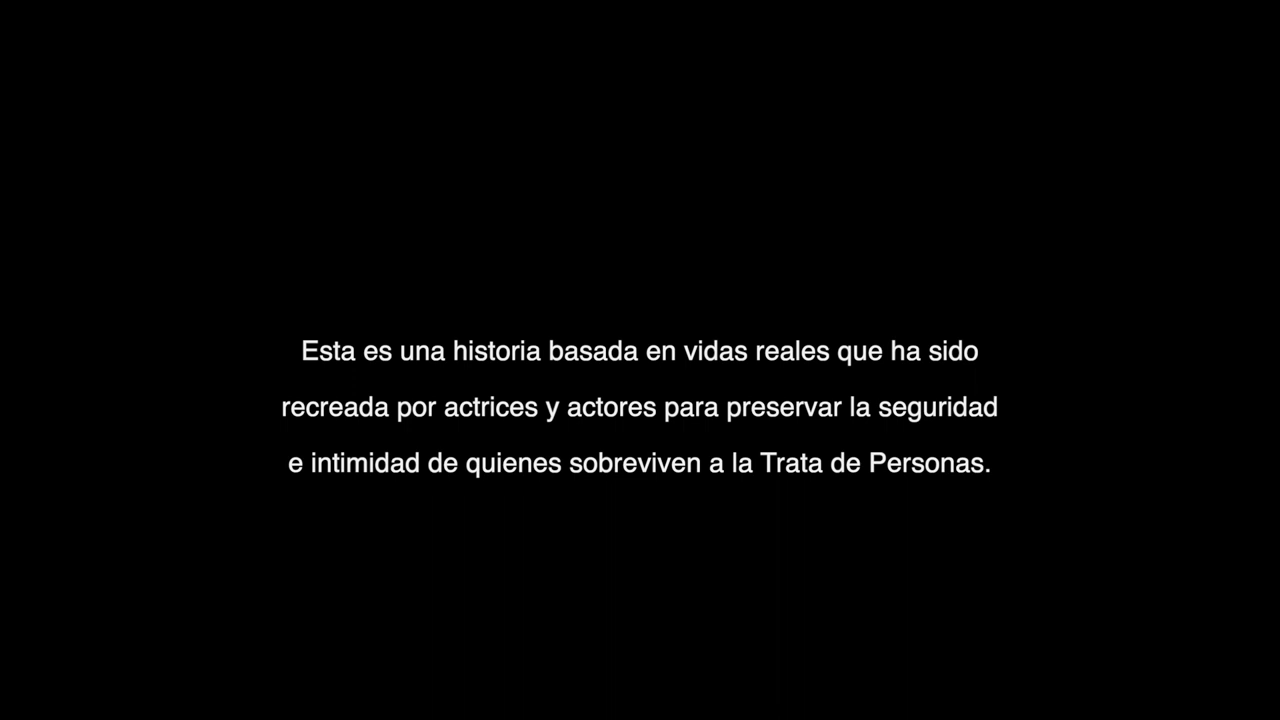 Esta es una historia basada en vidas reales que ha sido
recreada por actrices y actores para preservar la seguridad
e intimidad de quienes sobreviven a la Trata de Personas.